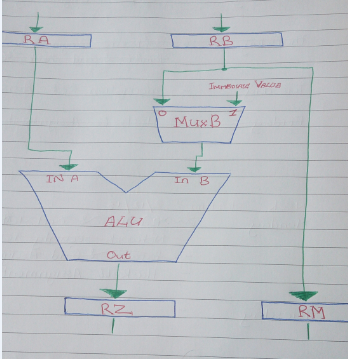 RA
RB
Immediate Value
0 1
MuxB
IN A In B
ALU
Out
RZ
RM